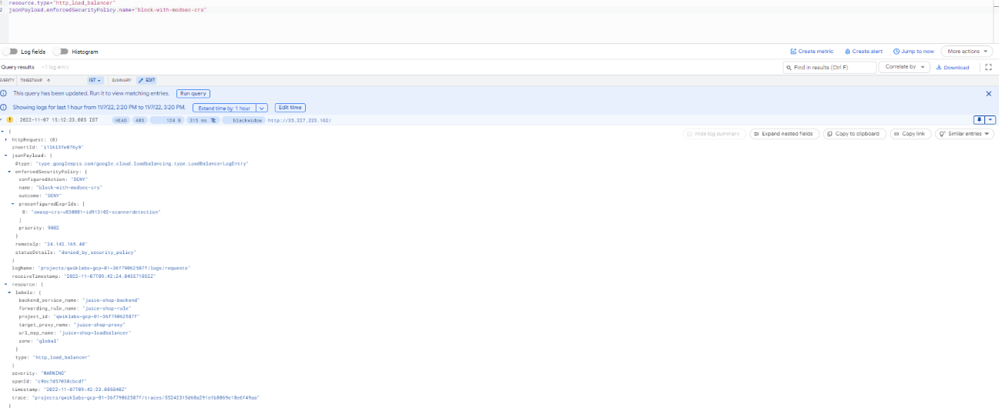 1 resource.type="http_load_balancer"
2 jsonPayload.enforcedSecurityPolicy.name="block-with-modsec-crs"
Log fields Histogram Create metric Create alert Jump to now More actions
Query results ~1 log entry Find in results (Ctrl F) Correlate by Download
SEVERITY TIMESTAMP IST SUMMARY EDIT
This query has been updated. Run it to view matching entries. Run query
Showing logs for last 1 hour from 11/7/22, 2:20 PM to 11/7/22, 3:20 PM. Extend time by: 1 hour Edit time
2022-11-07 15:12:23.085 IST HEAD 403 124 B 315 ms blackwidow http://35.227.223.162/
{ Hide log summary Expand nested fields Copy to clipboard Copy link Similar entries
httpRequest: {8}
insertId: "i1l613fe076y9"
jsonPayload: {
@type: "type.googleapis.com/google.cloud.loadbalancing.type.LoadBalancerLogEntry"
enforcedSecurityPolicy: {
configuredAction: "DENY"
name: "block-with-modsec-crs"
outcome: "DENY"
preconfiguredExprIds: [
0: "owasp-crs-v030001-id913102-scannerdetection"
]
priority: 9002
}
remoteIp: "34.142.165.40"
statusDetails: "denied_by_security_policy"
}
logName: "projects/qwiklabs-gcp-01-36f79062587f/logs/requests"
receiveTimestamp: "2022-11-07T09:42:24.045571852Z"
resource: {
labels: {
backend_service_name: "juice-shop-backend"
forwarding_rule_name: "juice-shop-rule"
project_id: "qwiklabs-gcp-01-36f79062587f"
target_proxy_name: "juice-shop-proxy"
url_map_name: "juice-shop-loadbalancer"
zone: "global"
}
type: "http_load_balancer"
}
severity: "WARNING"
spanId: "c9bc7d57038cbcdf"
timestamp: "2022-11-07T09:42:23.085840Z"
trace: "projects/qwiklabs-gcp-01-36f79062587f/traces/55242315d60a291e1b8069e18e6f49aa"
}